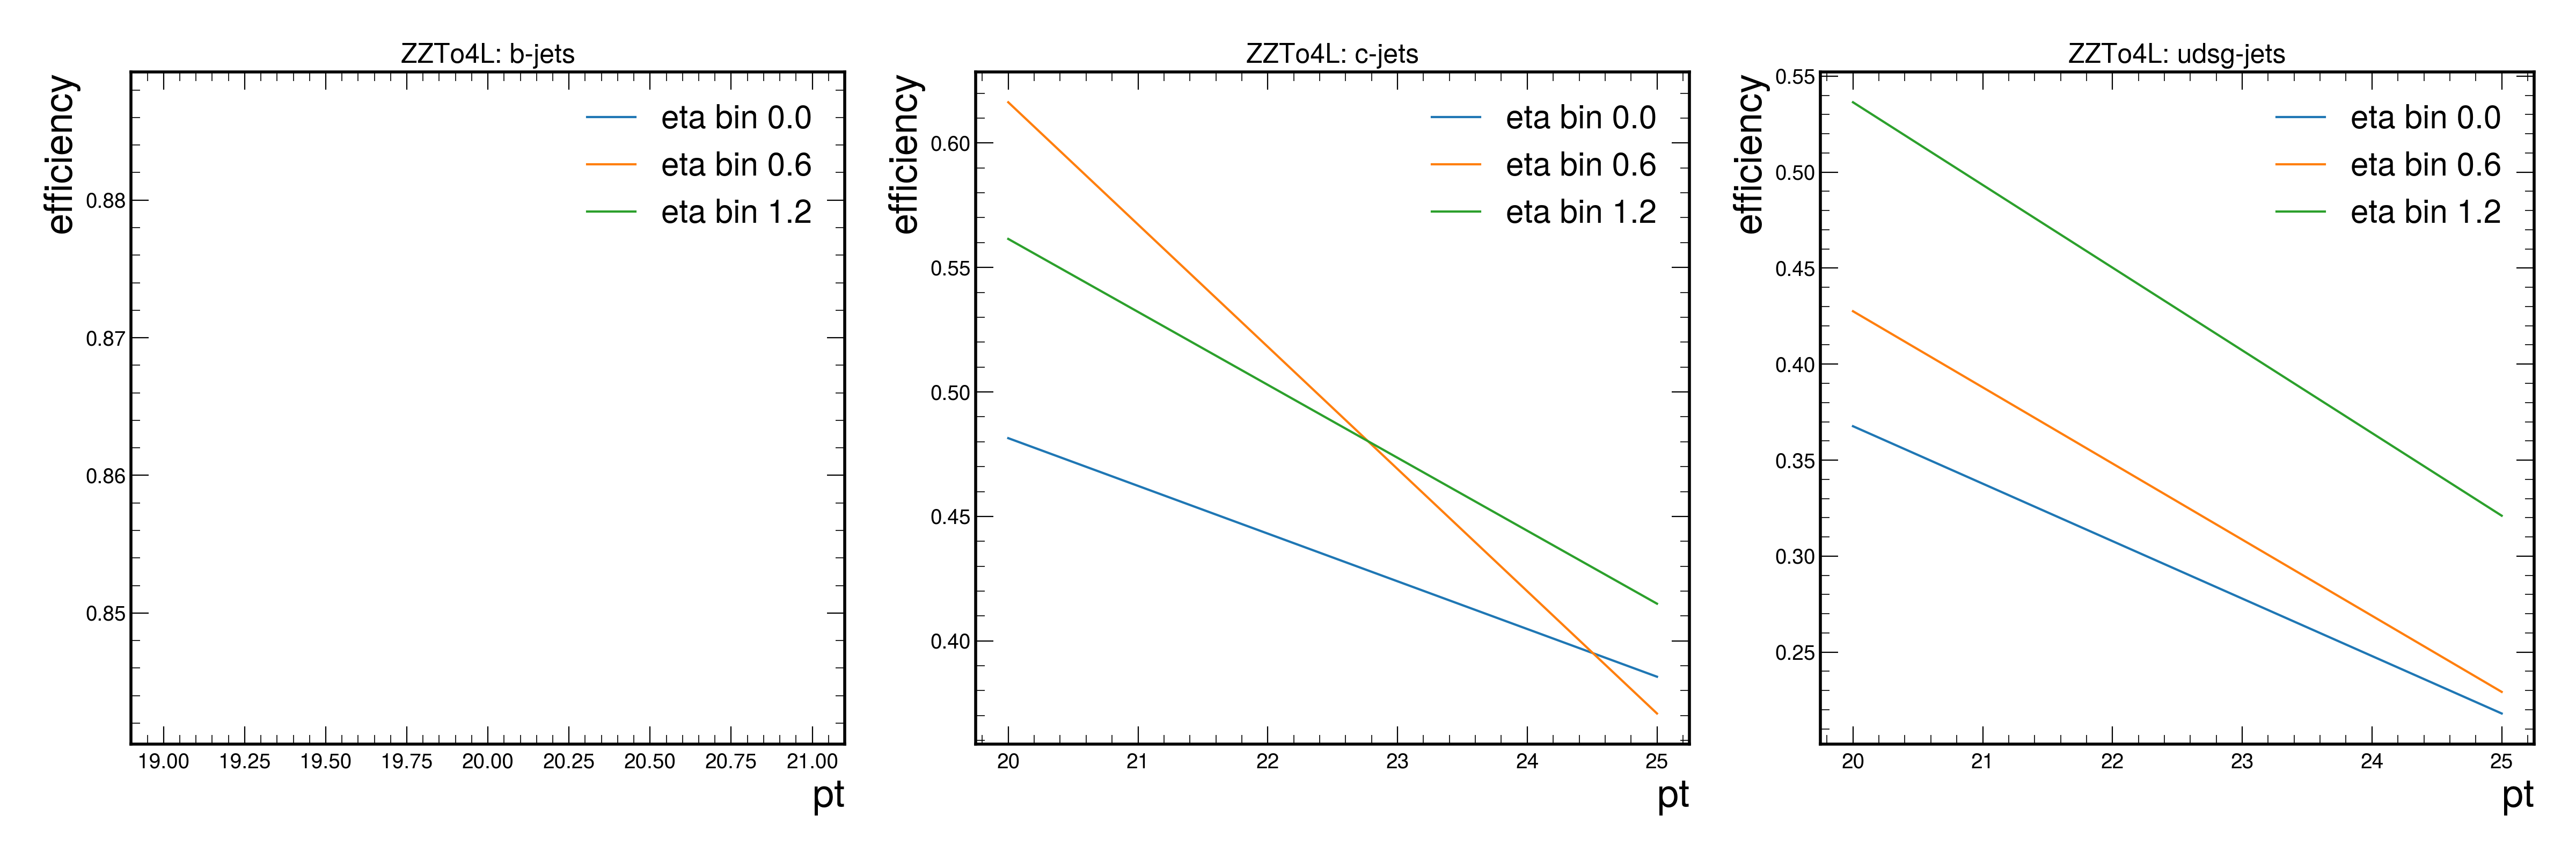 ZZTo4L: b-jets
efficiency
eta bin 0.0
eta bin 0.6
eta bin 1.2
0.88
0.87
0.86
0.85
19.00 19.25 19.50 19.75 20.00 20.25 20.50 20.75 21.00
pt
ZZTo4L: c-jets
efficiency
eta bin 0.0
eta bin 0.6
eta bin 1.2
0.60
0.55
0.50
0.45
0.40
20 21 22 23 24 25
pt
ZZTo4L: udsg-jets
efficiency
eta bin 0.0
eta bin 0.6
eta bin 1.2
0.55
0.50
0.45
0.40
0.35
0.30
0.25
20 21 22 23 24 25
pt